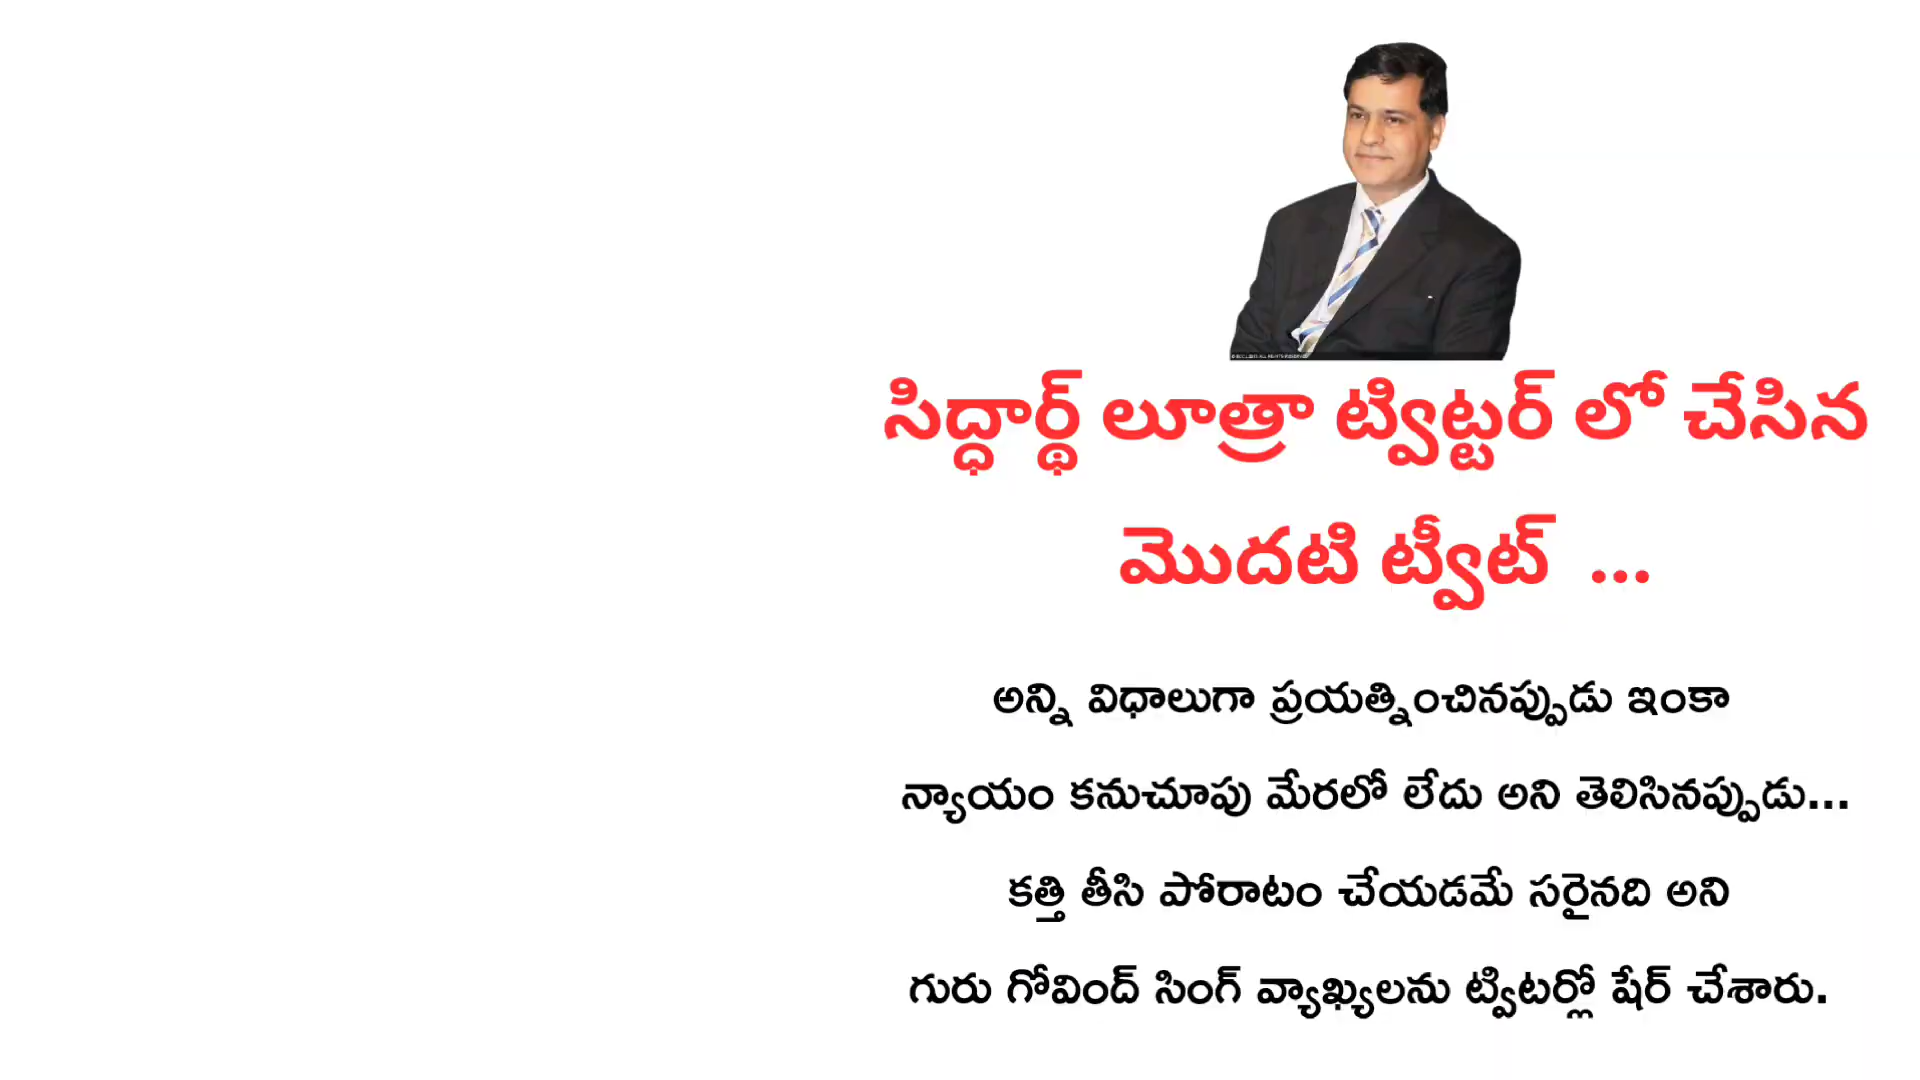 సిద్ధార్థ్ లూత్రా ట్విట్టర్ లో చేసిన
మొదటి ట్వీట్ ...
అన్ని విధాలుగా ప్రయత్నించినప్పుడు ఇంకా
న్యాయం కనుచూపు మేరలో లేదు అని తెలిసినప్పుడు...
కత్తి తీసి పోరాటం చేయడమే సరైనది అని
గురు గోవింద్ సింగ్ వ్యాఖ్యలను ట్విటర్లో షేర్ చేశారు.